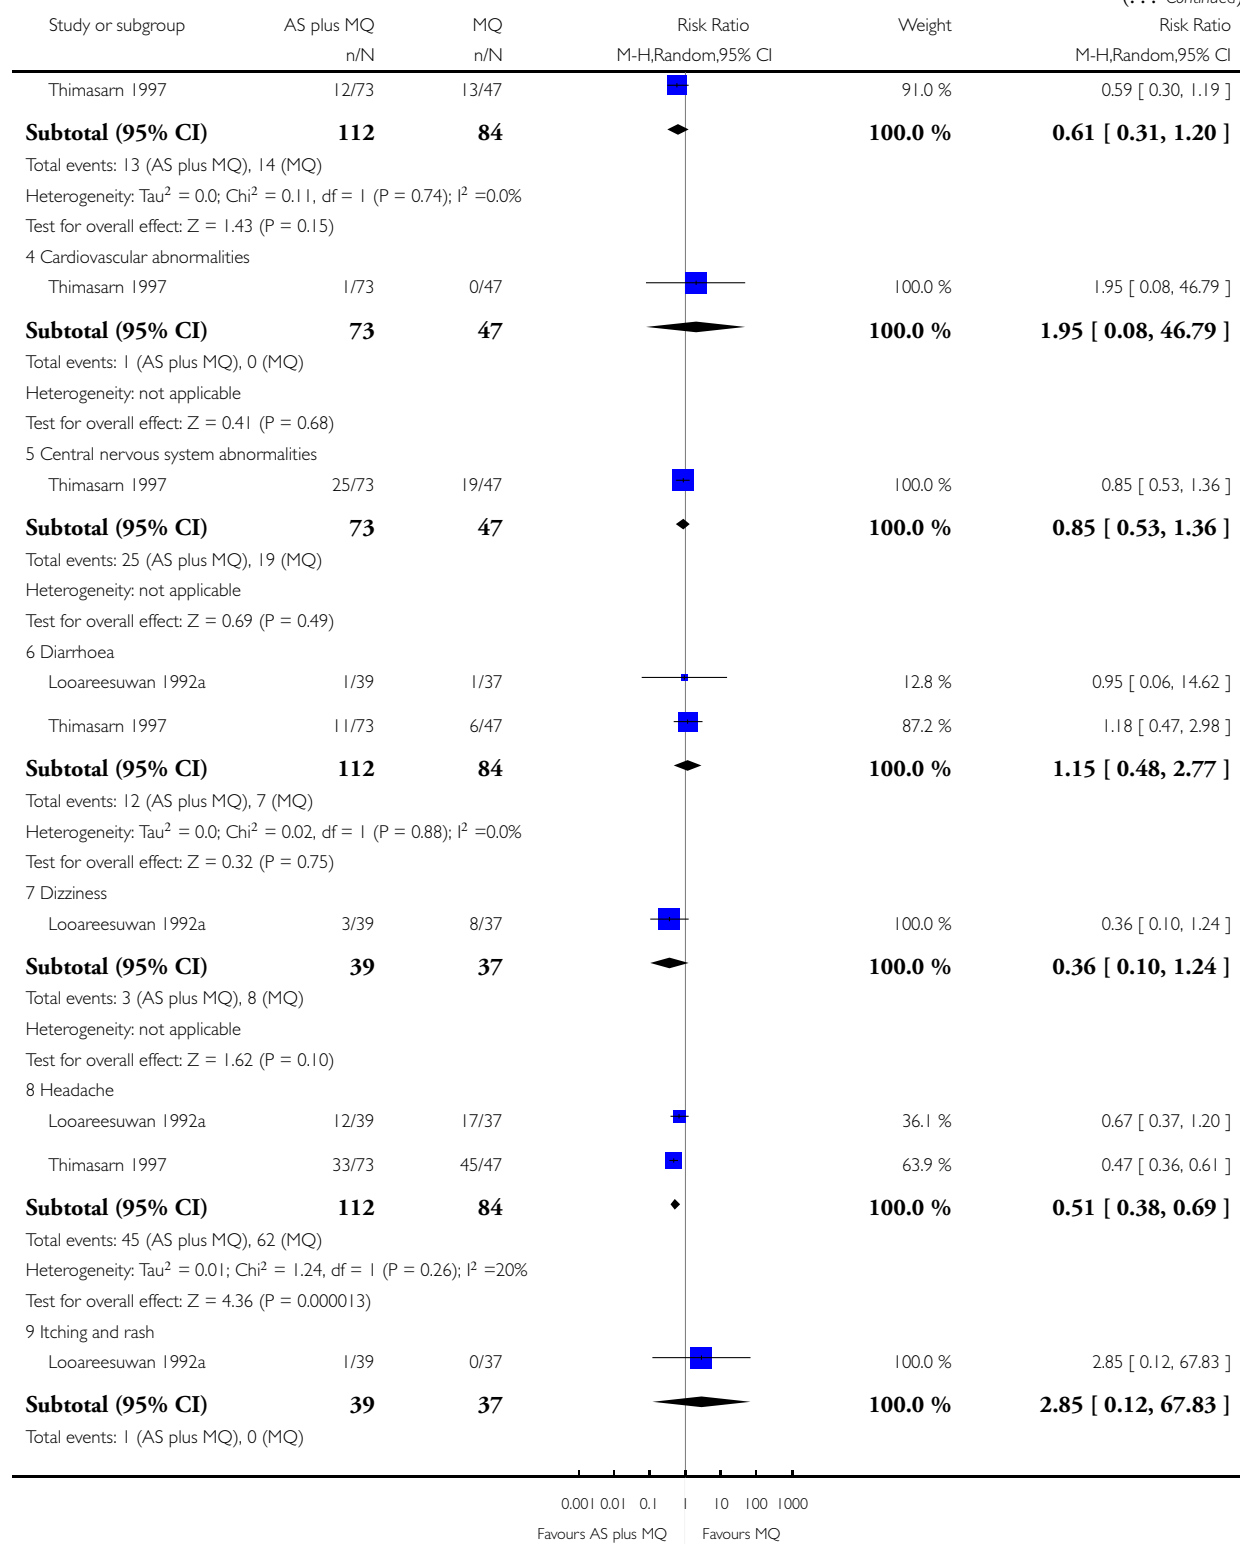 (. . . Continued)
Study or subgroup AS plus MQ MQ Risk Ratio Weight Risk Ratio
n/N n/N M-H,Random,95% CI M-H,Random,95% CI
Thimasarn 1997 12/73 13/47 91.0 % 0.59 [ 0.30, 1.19 ]
Subtotal (95% CI) 112 84 100.0 % 0.61 [ 0.31, 1.20 ]
Total events: 13 (AS plus MQ), 14 (MQ)
Heterogeneity: Tau² = 0.0; Chi² = 0.11, df = 1 (P = 0.74); I² =0.0%
Test for overall effect: Z = 1.43 (P = 0.15)
4 Cardiovascular abnormalities
Thimasarn 1997 1/73 0/47 100.0 % 1.95 [ 0.08, 46.79 ]
Subtotal (95% CI) 73 47 100.0 % 1.95 [ 0.08, 46.79 ]
Total events: 1 (AS plus MQ), 0 (MQ)
Heterogeneity: not applicable
Test for overall effect: Z = 0.41 (P = 0.68)
5 Central nervous system abnormalities
Thimasarn 1997 25/73 19/47 100.0 % 0.85 [ 0.53, 1.36 ]
Subtotal (95% CI) 73 47 100.0 % 0.85 [ 0.53, 1.36 ]
Total events: 25 (AS plus MQ), 19 (MQ)
Heterogeneity: not applicable
Test for overall effect: Z = 0.69 (P = 0.49)
6 Diarrhoea
Looareesuwan 1992a 1/39 1/37 12.8 % 0.95 [ 0.06, 14.62 ]
Thimasarn 1997 11/73 6/47 87.2 % 1.18 [ 0.47, 2.98 ]
Subtotal (95% CI) 112 84 100.0 % 1.15 [ 0.48, 2.77 ]
Total events: 12 (AS plus MQ), 7 (MQ)
Heterogeneity: Tau² = 0.0; Chi² = 0.02, df = 1 (P = 0.88); I² =0.0%
Test for overall effect: Z = 0.32 (P = 0.75)
7 Dizziness
Looareesuwan 1992a 3/39 8/37 100.0 % 0.36 [ 0.10, 1.24 ]
Subtotal (95% CI) 39 37 100.0 % 0.36 [ 0.10, 1.24 ]
Total events: 3 (AS plus MQ), 8 (MQ)
Heterogeneity: not applicable
Test for overall effect: Z = 1.62 (P = 0.10)
8 Headache
Looareesuwan 1992a 12/39 17/37 36.1 % 0.67 [ 0.37, 1.20 ]
Thimasarn 1997 33/73 45/47 63.9 % 0.47 [ 0.36, 0.61 ]
Subtotal (95% CI) 112 84 100.0 % 0.51 [ 0.38, 0.69 ]
Total events: 45 (AS plus MQ), 62 (MQ)
Heterogeneity: Tau² = 0.01; Chi² = 1.24, df = 1 (P = 0.26); I² =20%
Test for overall effect: Z = 4.36 (P = 0.000013)
9 Itching and rash
Looareesuwan 1992a 1/39 0/37 100.0 % 2.85 [ 0.12, 67.83 ]
Subtotal (95% CI) 39 37 100.0 % 2.85 [ 0.12, 67.83 ]
Total events: 1 (AS plus MQ), 0 (MQ)
0.001 0.01 0.1 1 10 100 1000
Favours AS plus MQ Favours MQ